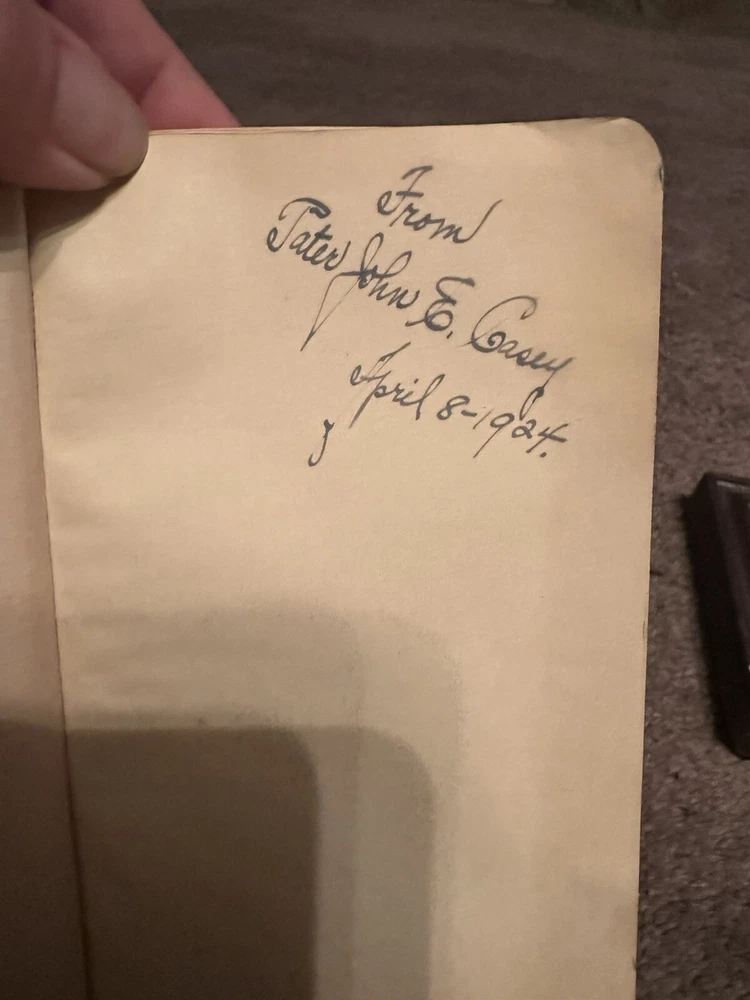 From
Pater John E. Casey
April 8-1924.